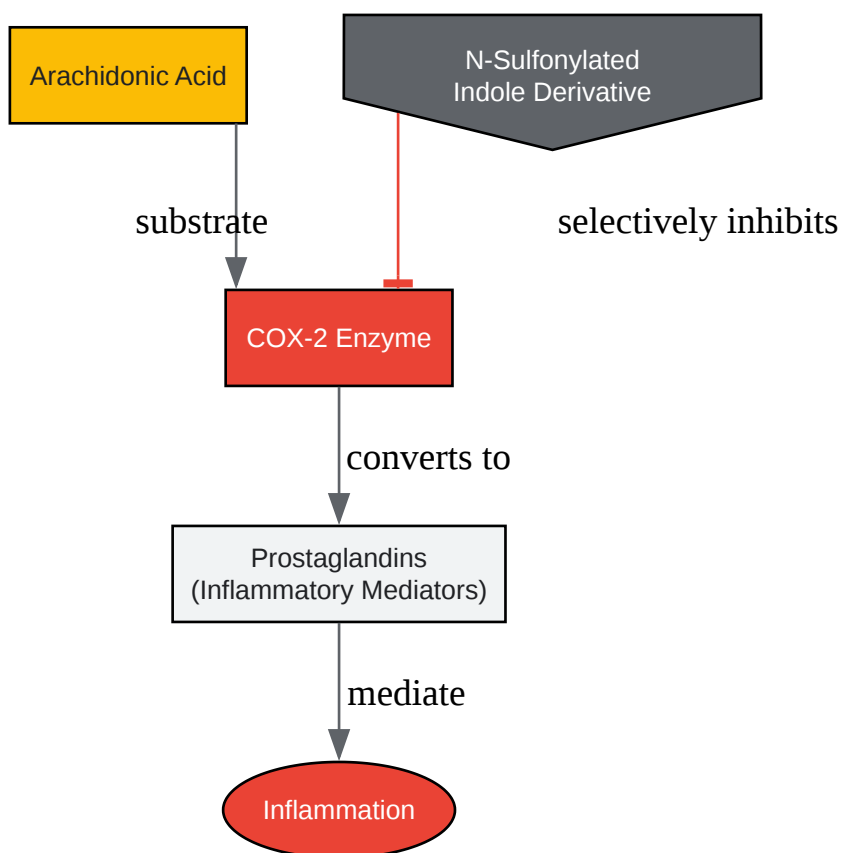 Arachidonic Acid
N-Sulfonylated
Indole Derivative
substrate
selectively inhibits
COX-2 Enzyme
converts to
Prostaglandins
(Inflammatory Mediators)
mediate
Inflammation